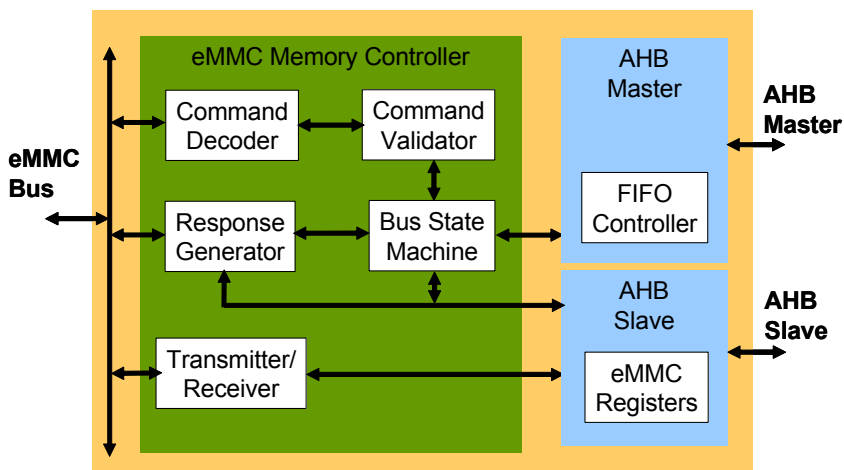 eMMC Memory Controller
AHB
Master
Command
Decoder
Command
Validator
AHB
Master
eMMC
Bus
Response
Generator
Bus State
Machine
FIFO
Controller
AHB
Slave
AHB
Slave
Transmitter/
Receiver
eMMC
Registers